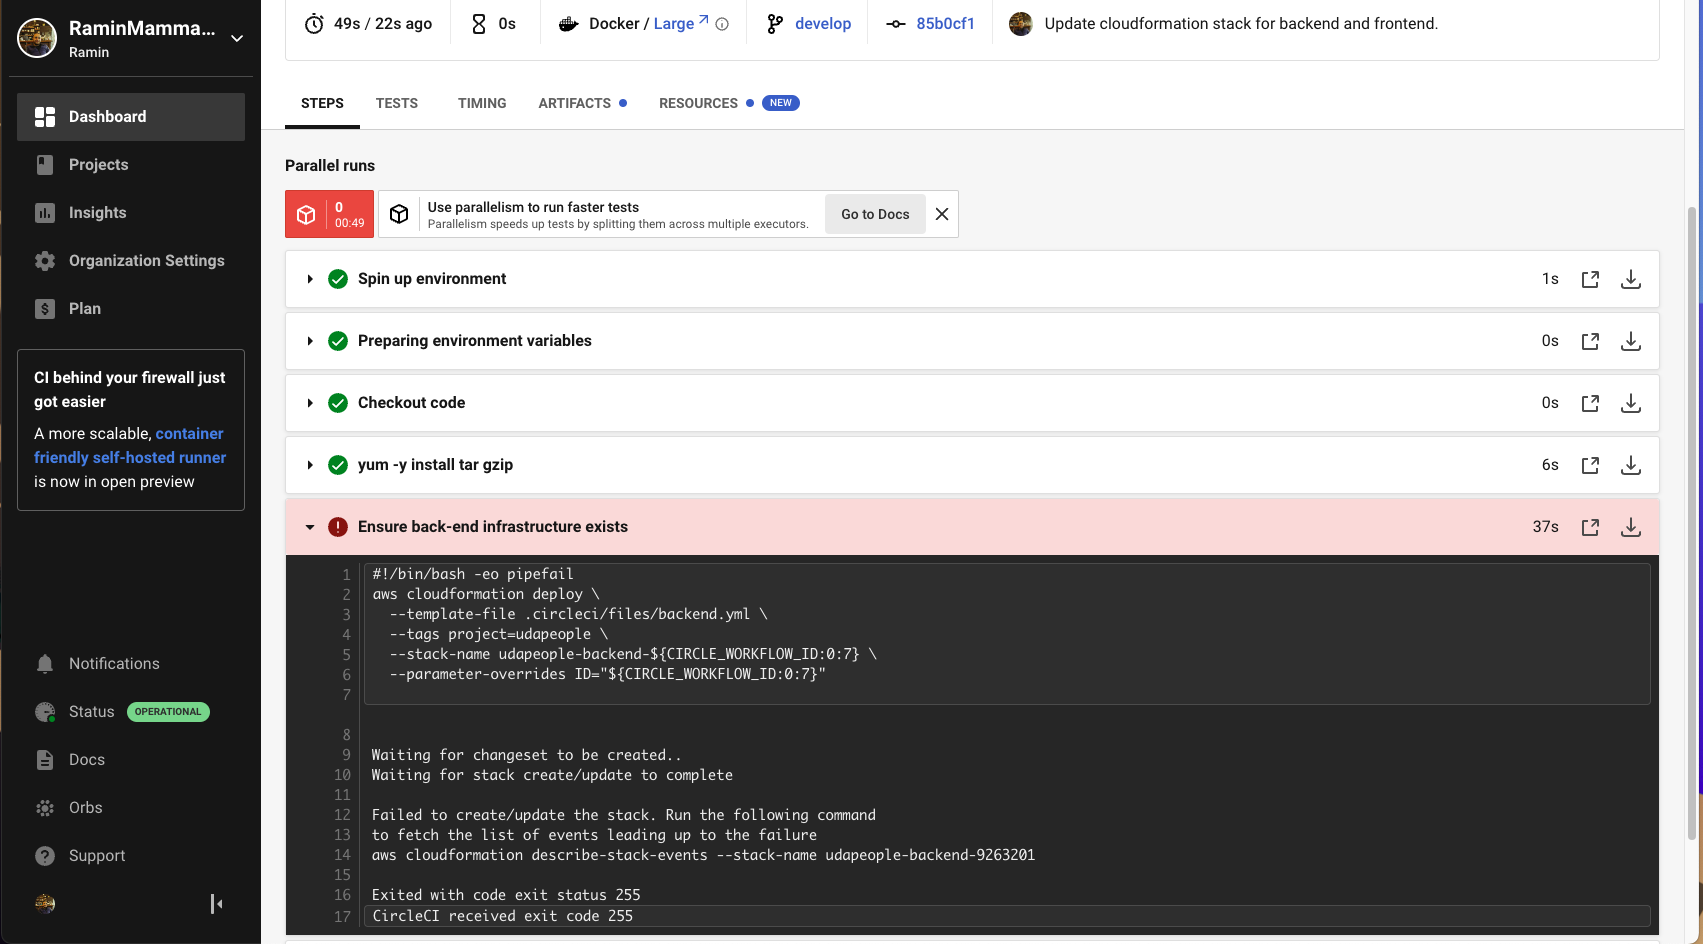 RaminMamma...
Ramin
Dashboard
Projects
Insights
Organization Settings
Plan
CI behind your firewall just
got easier
A more scalable, container
friendly self-hosted runner
is now in open preview
Notifications
Status OPERATIONAL
Docs
Orbs
Support
49s / 22s ago
0s
Docker / Large
develop
85b0cf1
Update cloudformation stack for backend and frontend.
STEPS TESTS TIMING ARTIFACTS RESOURCES NEW
Parallel runs
0
00:49
Use parallelism to run faster tests
Parallelism speeds up tests by splitting them across multiple executors.
Go to Docs
Spin up environment 1s
Preparing environment variables 0s
Checkout code 0s
yum -y install tar gzip 6s
Ensure back-end infrastructure exists 37s
1 #!/bin/bash -eo pipefail
2 aws cloudformation deploy \
3 --template-file .circleci/files/backend.yml \
4 --tags project=udapeople \
5 --stack-name udapeople-backend-${CIRCLE_WORKFLOW_ID:0:7} \
6 --parameter-overrides ID="${CIRCLE_WORKFLOW_ID:0:7}"
7
8
9 Waiting for changeset to be created..
10 Waiting for stack create/update to complete
11
12 Failed to create/update the stack. Run the following command
13 to fetch the list of events leading up to the failure
14 aws cloudformation describe-stack-events --stack-name udapeople-backend-9263201
15
16 Exited with code exit status 255
17 CircleCI received exit code 255